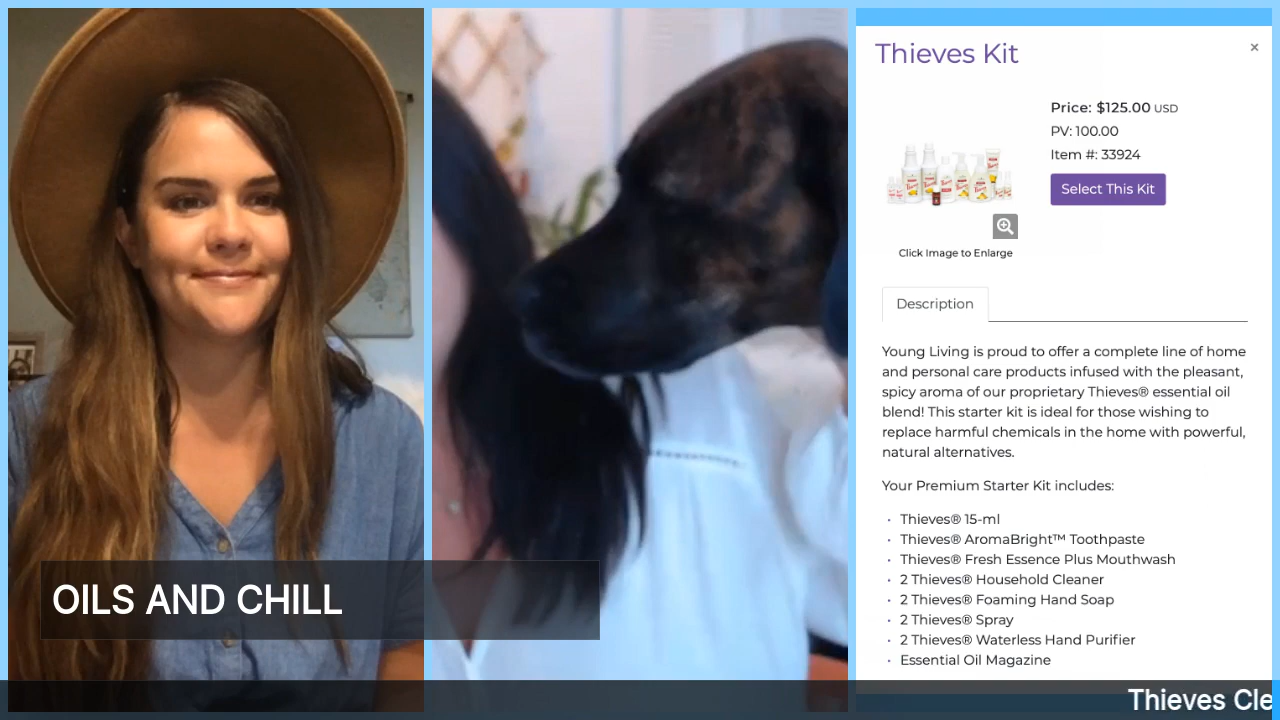 Thieves Kit
×
Price: $125.00 USD
PV: 100.00
Item #: 33924
Select This Kit
Click Image to Enlarge
Description
Young Living is proud to offer a complete line of home
and personal care products infused with the pleasant,
spicy aroma of our proprietary Thieves® essential oil
blend! This starter kit is ideal for those wishing to
replace harmful chemicals in the home with powerful,
natural alternatives.
Your Premium Starter Kit includes:
• Thieves® 15-ml
• Thieves® AromaBright™ Toothpaste
• Thieves® Fresh Essence Plus Mouthwash
• 2 Thieves® Household Cleaner
• 2 Thieves® Foaming Hand Soap
• 2 Thieves® Spray
• 2 Thieves® Waterless Hand Purifier
• Essential Oil Magazine
OILS AND CHILL
Thieves Cle